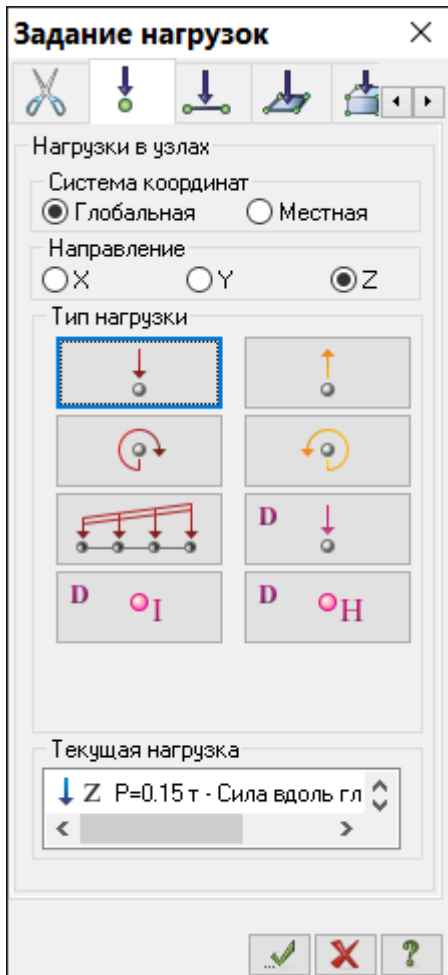 Задание нагрузок
Нагрузки в узлах
Система координат
Глобальная Местная
Направление
X Y Z
Тип нагрузки
D
D I D H
Текущая нагрузка
Z P=0.15 т - Сила вдоль гл
?